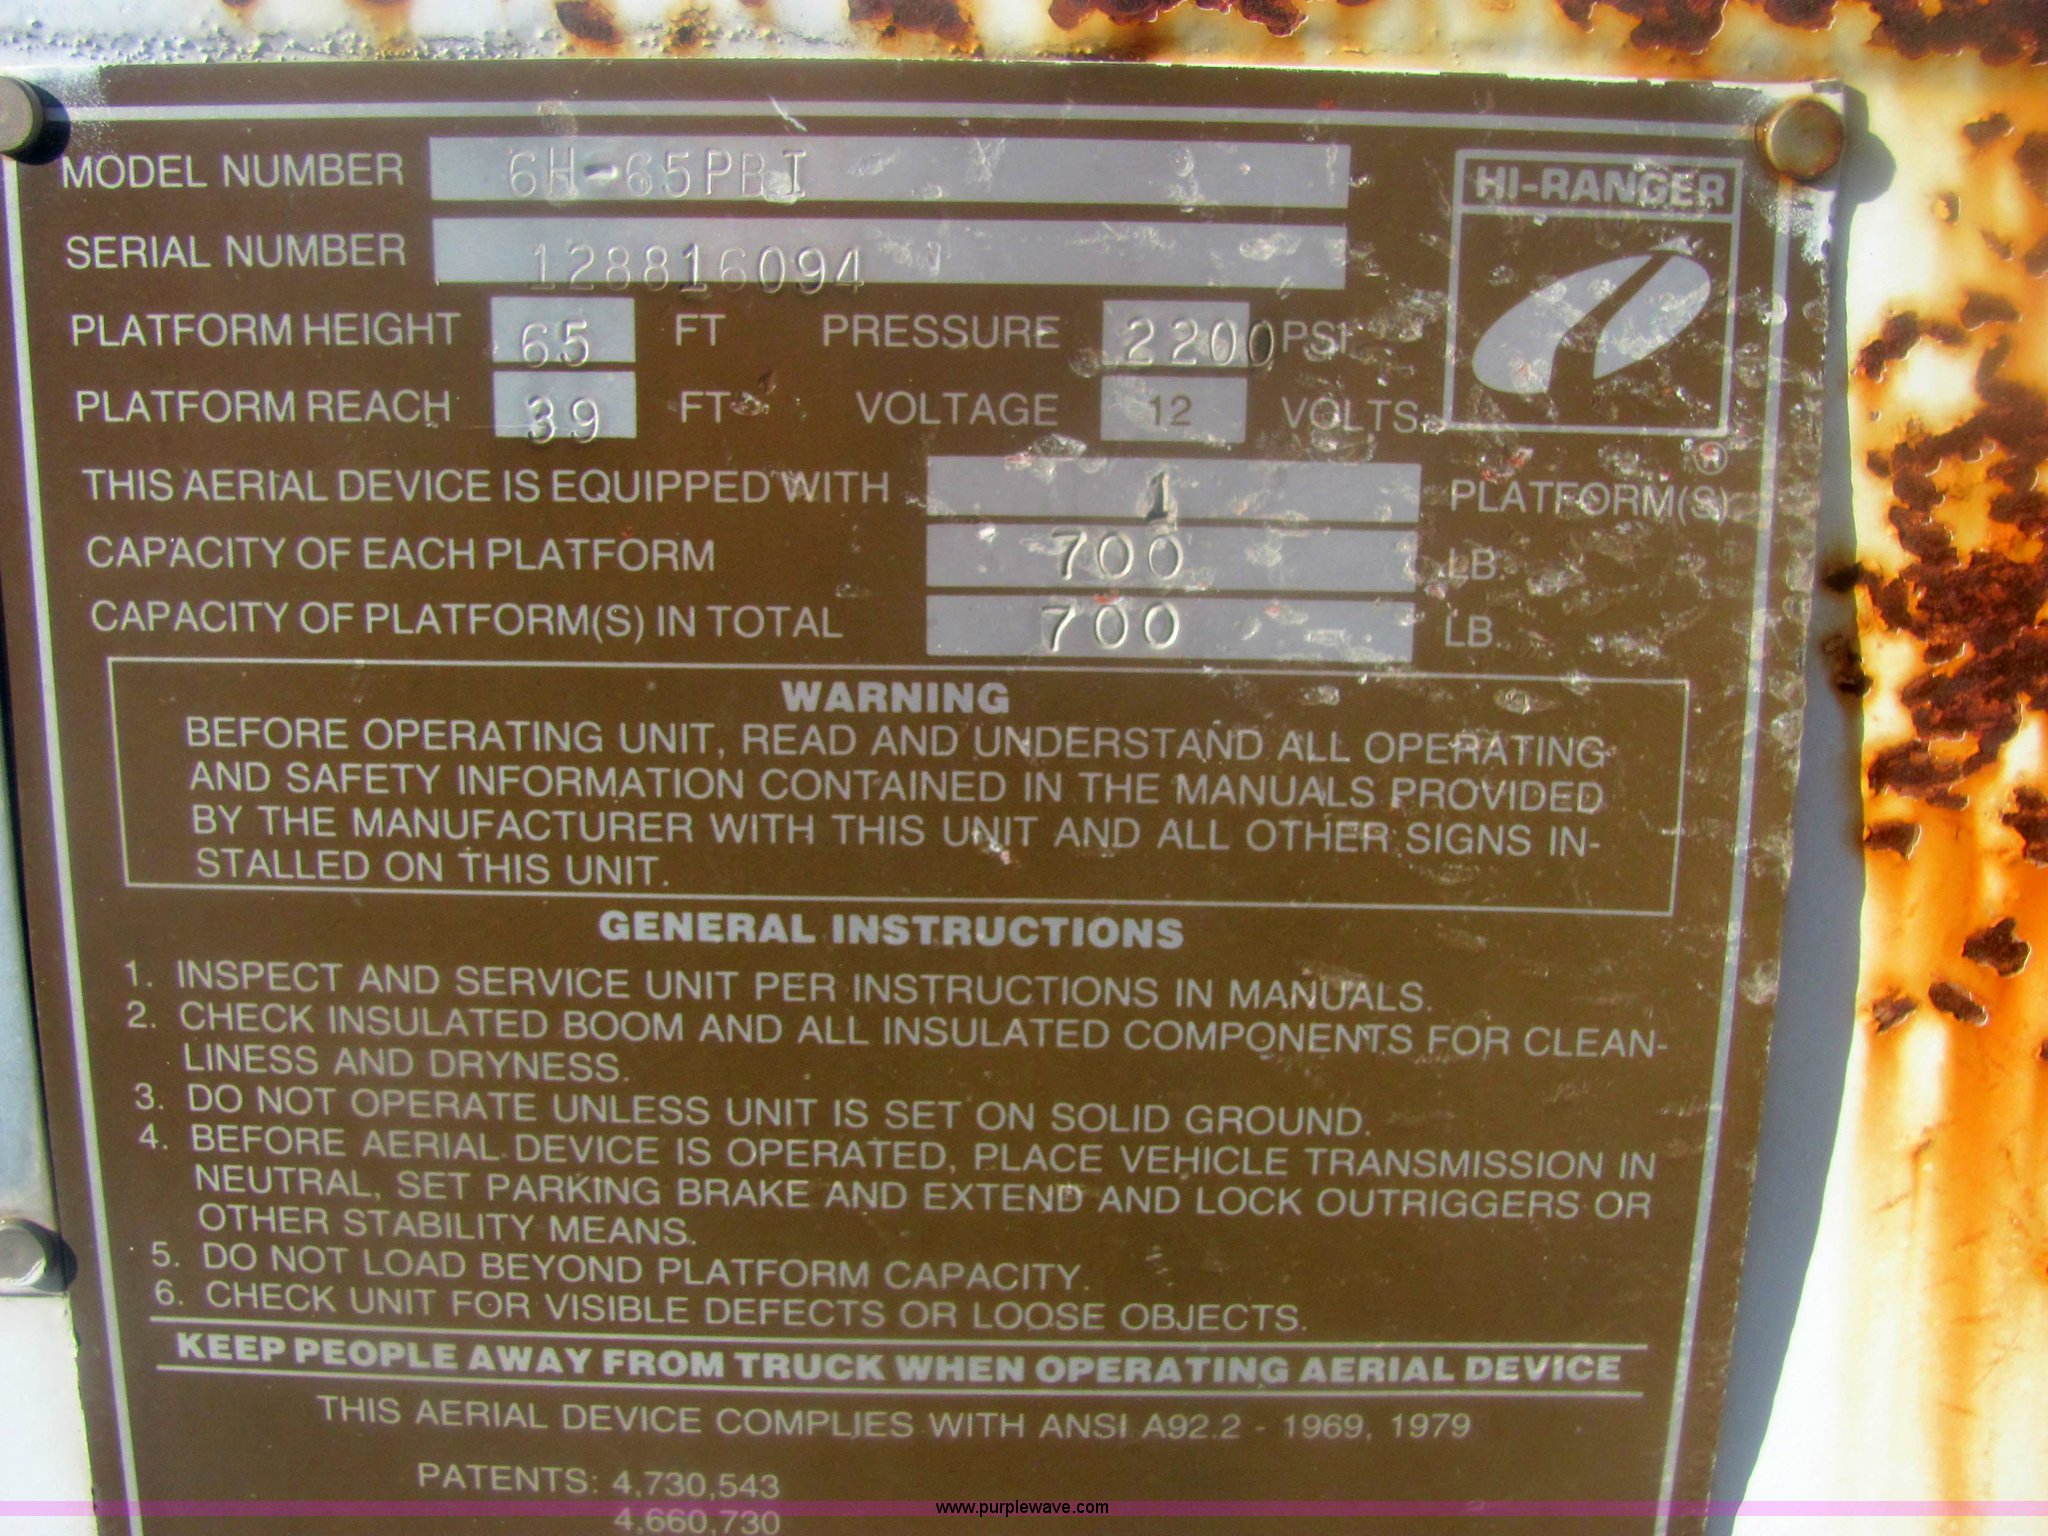 MODEL NUMBER 6H-65PBI
HI-RANGER
SERIAL NUMBER 128816094
PLATFORM HEIGHT 65 FT PRESSURE 2200 PSI
PLATFORM REACH 39 FT VOLTAGE 12 VOLTS
®
THIS AERIAL DEVICE IS EQUIPPED WITH 1 PLATFORM(S)
CAPACITY OF EACH PLATFORM 700 LB.
CAPACITY OF PLATFORM(S) IN TOTAL 700 LB.
WARNING
BEFORE OPERATING UNIT, READ AND UNDERSTAND ALL OPERATING
AND SAFETY INFORMATION CONTAINED IN THE MANUALS PROVIDED
BY THE MANUFACTURER WITH THIS UNIT AND ALL OTHER SIGNS IN-
STALLED ON THIS UNIT.
GENERAL INSTRUCTIONS
1. INSPECT AND SERVICE UNIT PER INSTRUCTIONS IN MANUALS.
2. CHECK INSULATED BOOM AND ALL INSULATED COMPONENTS FOR CLEAN-
LINESS AND DRYNESS.
3. DO NOT OPERATE UNLESS UNIT IS SET ON SOLID GROUND.
4. BEFORE AERIAL DEVICE IS OPERATED, PLACE VEHICLE TRANSMISSION IN
NEUTRAL, SET PARKING BRAKE AND EXTEND AND LOCK OUTRIGGERS OR
OTHER STABILITY MEANS.
5. DO NOT LOAD BEYOND PLATFORM CAPACITY.
6. CHECK UNIT FOR VISIBLE DEFECTS OR LOOSE OBJECTS.
KEEP PEOPLE AWAY FROM TRUCK WHEN OPERATING AERIAL DEVICE
THIS AERIAL DEVICE COMPLIES WITH ANSI A92.2 - 1969, 1979
PATENTS: 4,730,543
4,660,730
www.purplewave.com